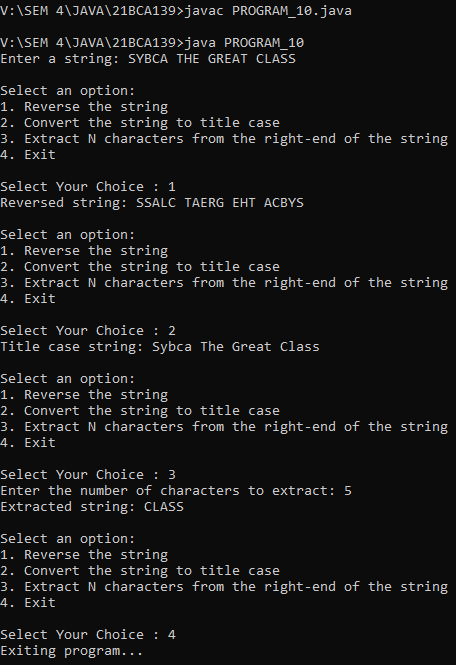 V:\SEM 4\JAVA\21BCA139>javac PROGRAM_10.java
V:\SEM 4\JAVA\21BCA139>java PROGRAM_10
Enter a string: SYBCA THE GREAT CLASS
Select an option:
1. Reverse the string
2. Convert the string to title case
3. Extract N characters from the right-end of the string
4. Exit
Select Your Choice : 1
Reversed string: SSALC TAERG EHT ACBYS
Select an option:
1. Reverse the string
2. Convert the string to title case
3. Extract N characters from the right-end of the string
4. Exit
Select Your Choice : 2
Title case string: Sybca The Great Class
Select an option:
1. Reverse the string
2. Convert the string to title case
3. Extract N characters from the right-end of the string
4. Exit
Select Your Choice : 3
Enter the number of characters to extract: 5
Extracted string: CLASS
Select an option:
1. Reverse the string
2. Convert the string to title case
3. Extract N characters from the right-end of the string
4. Exit
Select Your Choice : 4
Exiting program...